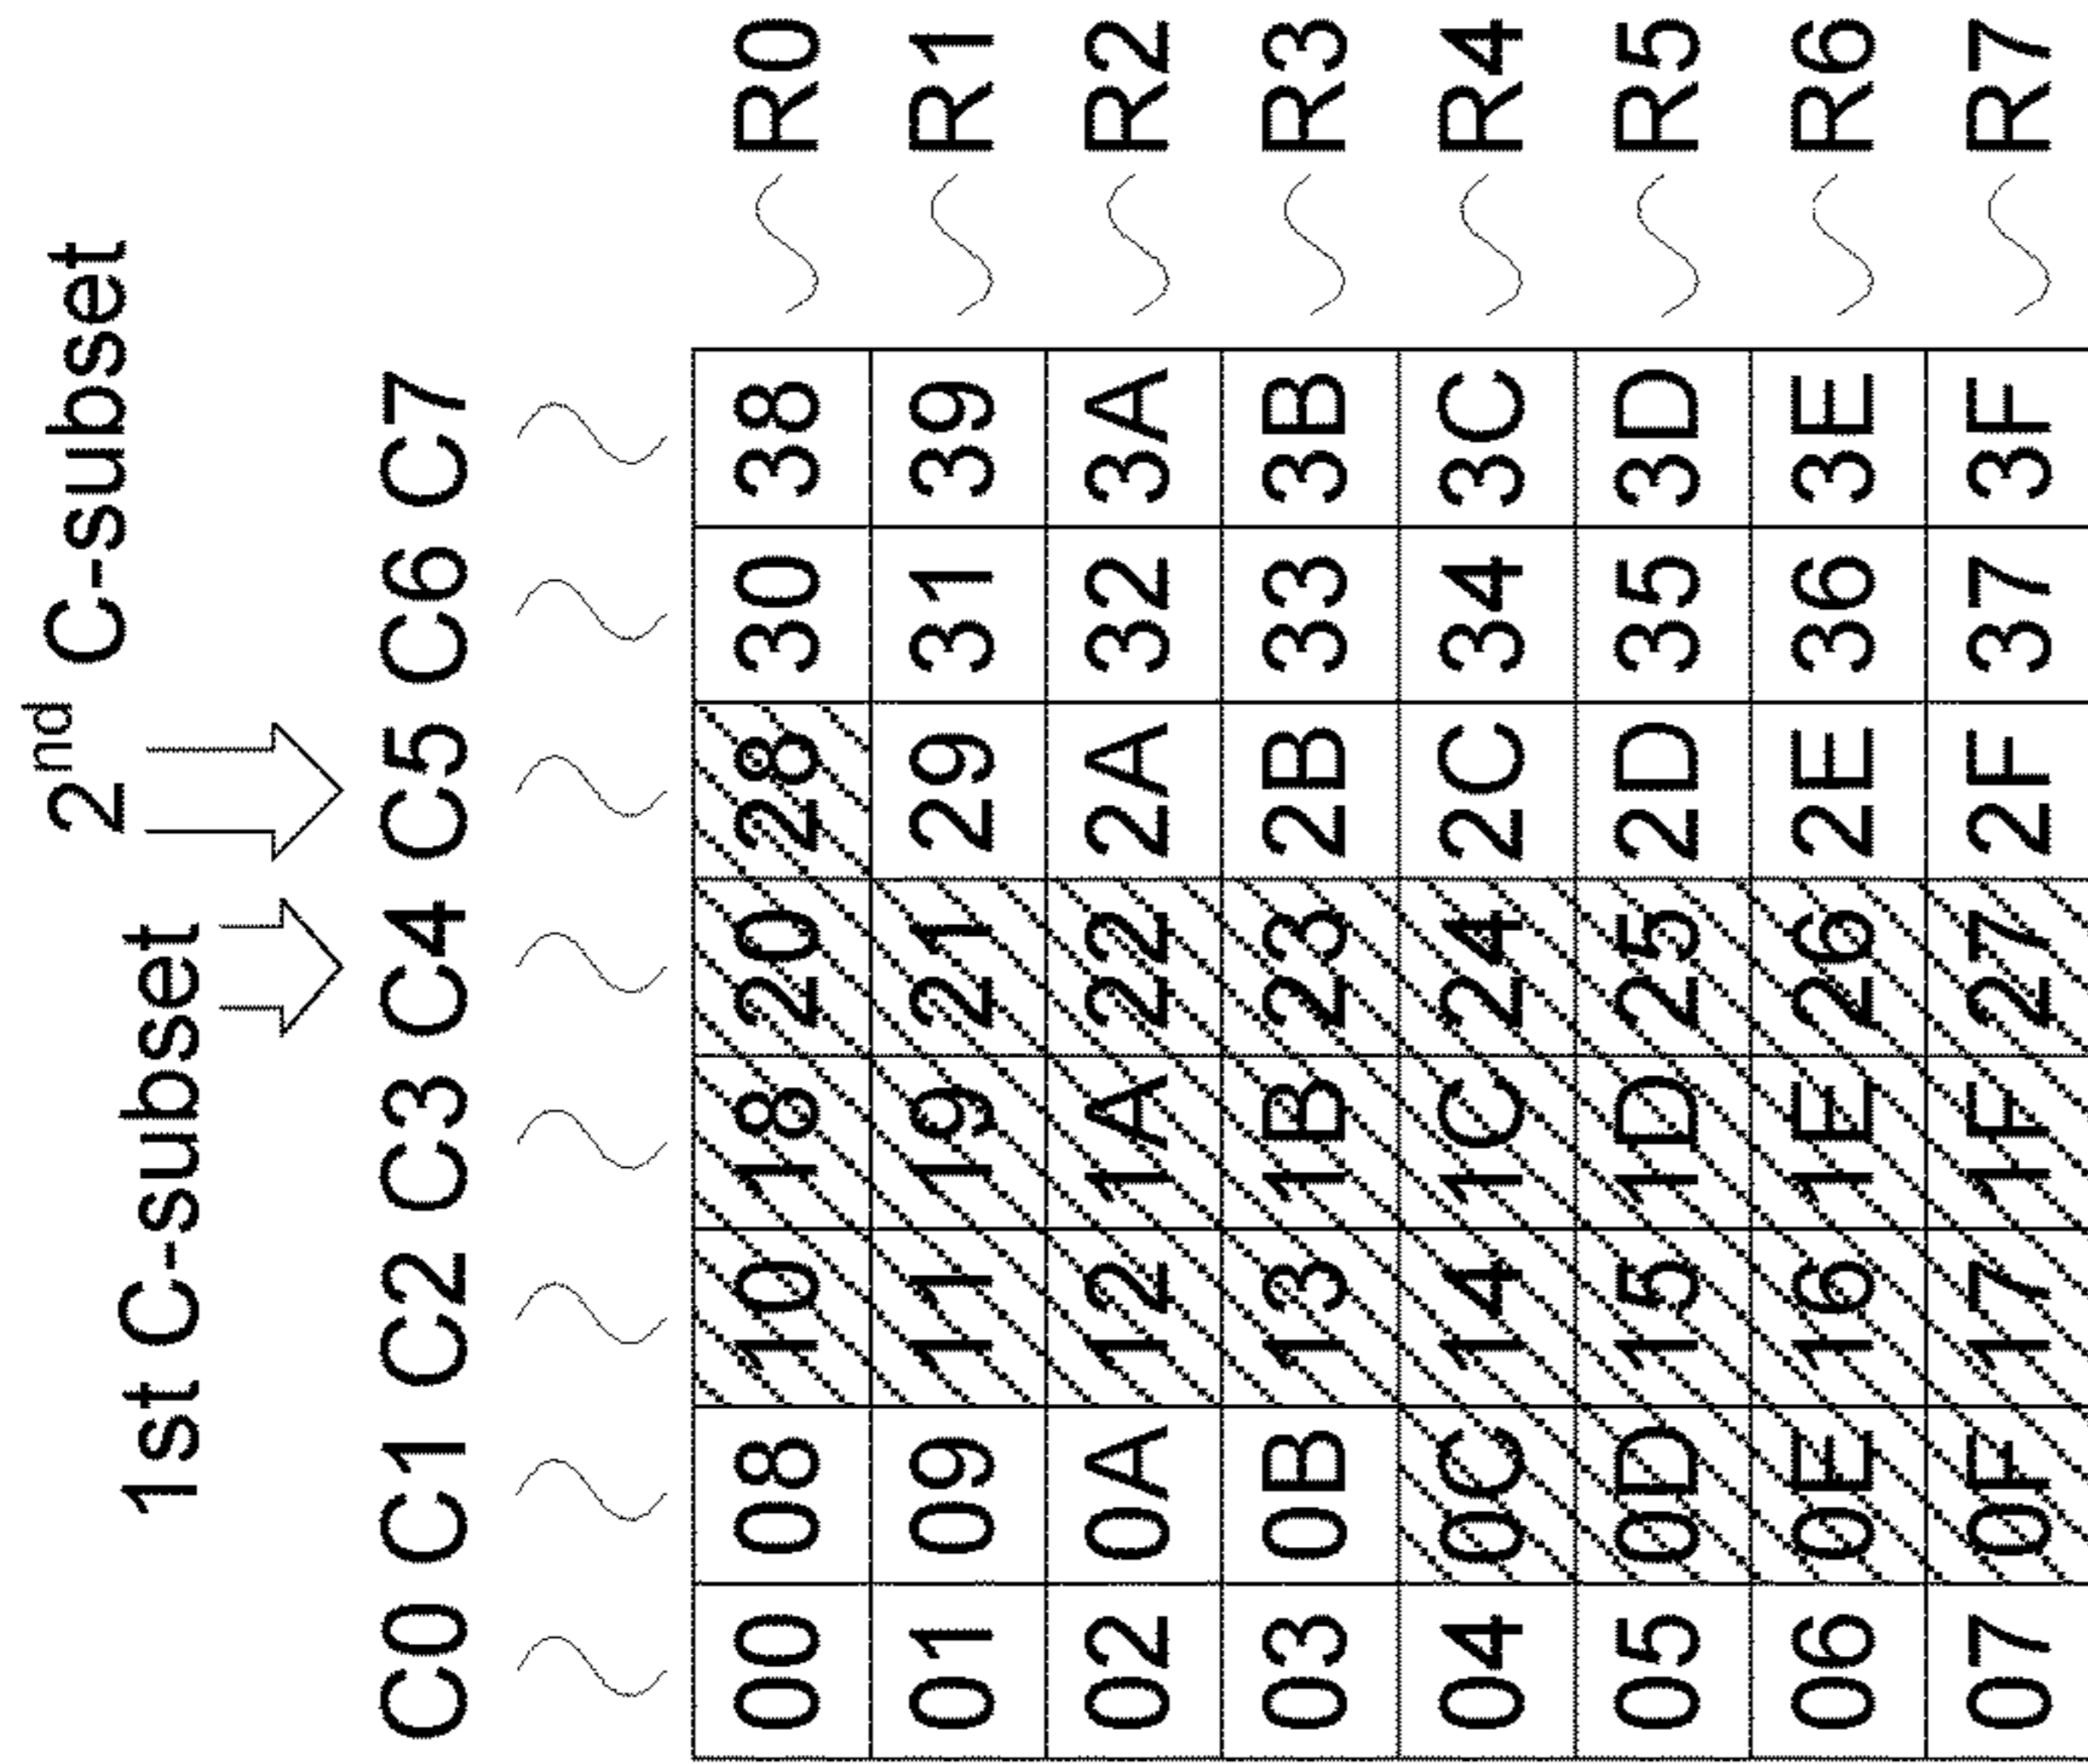 2nd C-subset
1st C-subset
C0 C1 C2 C3 C4 C5 C6 C7
00 08 10 18 20 28 30 38 R0
01 09 11 19 21 29 31 39 R1
02 0A 12 1A 22 2A 32 3A R2
03 0B 13 1B 23 2B 33 3B R3
04 0C 14 1C 24 2C 34 3C R4
05 0D 15 1D 25 2D 35 3D R5
06 0E 16 1E 26 2E 36 3E R6
07 0F 17 1F 27 2F 37 3F R7